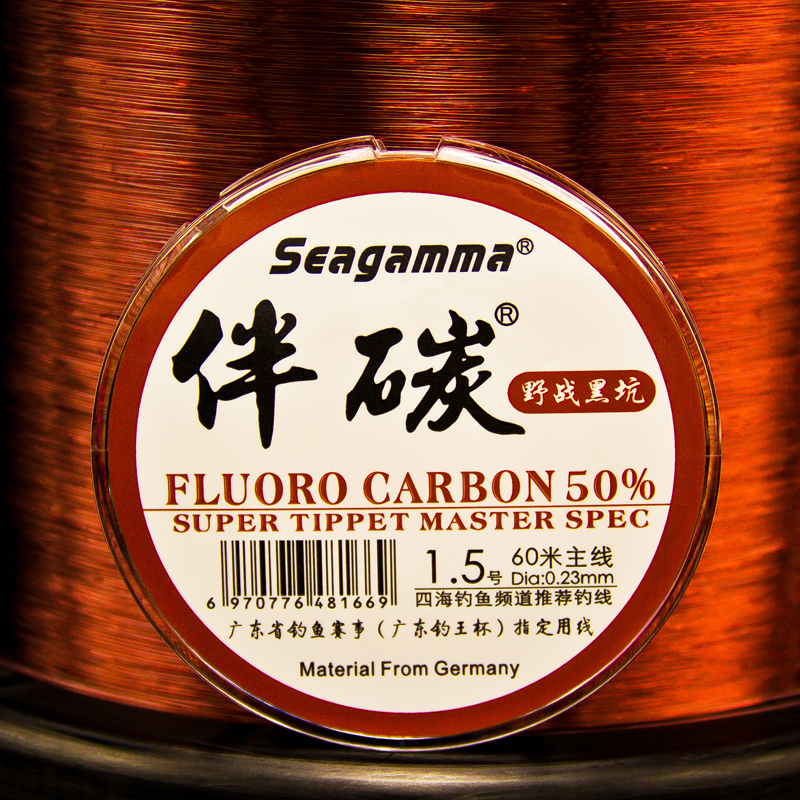 Seagamma®
伴碳®
野战黑坑
FLUORO CARBON 50%
SUPER TIPPET MASTER SPEC
1.5号 60米主线
Dia:0.23mm
四海钓鱼频道推荐钓线
6 970776 481669
广东省钓鱼赛事（广东钓王杯）指定用线
Material From Germany